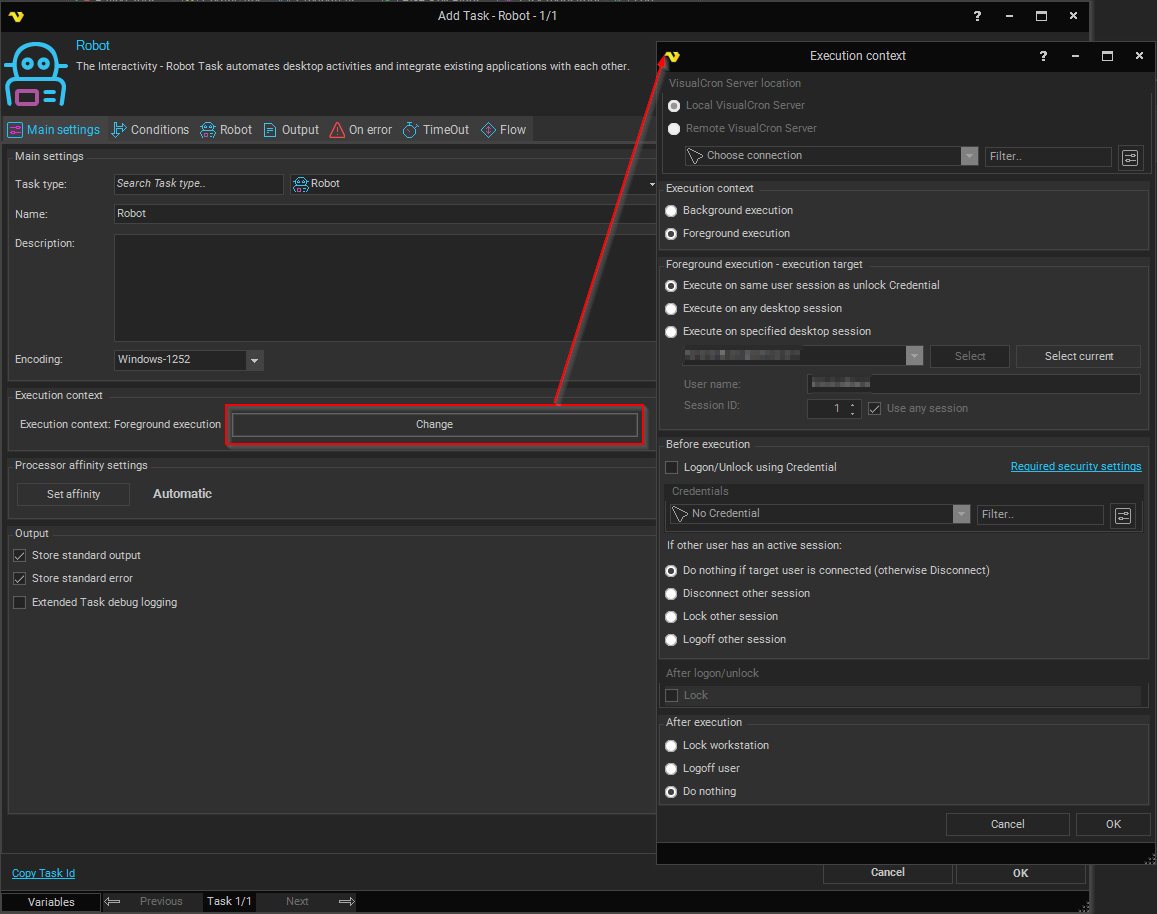 Add Task - Robot - 1/1
?
Robot
The Interactivity - Robot Task automates desktop activities and integrate existing applications with each other.
Main settings
Conditions
Robot
Output
On error
TimeOut
Flow
Main settings
Task type:
Search Task type..
Robot
Name:
Robot
Description:
Encoding:
Windows-1252
Execution context
Execution context: Foreground execution
Change
Processor affinity settings
Set affinity
Automatic
Output
Store standard output
Store standard error
Extended Task debug logging
Copy Task Id
Cancel
OK
Variables
Previous
Task 1/1
Next
Execution context
?
VisualCron Server location
Local VisualCron Server
Remote VisualCron Server
Choose connection
Filter..
Execution context
Background execution
Foreground execution
Foreground execution - execution target
Execute on same user session as unlock Credential
Execute on any desktop session
Execute on specified desktop session
Select
Select current
User name:
Session ID:
1
Use any session
Before execution
Logon/Unlock using Credential
Required security settings
Credentials
No Credential
Filter..
If other user has an active session:
Do nothing if target user is connected (otherwise Disconnect)
Disconnect other session
Lock other session
Logoff other session
After logon/unlock
Lock
After execution
Lock workstation
Logoff user
Do nothing
Cancel
OK